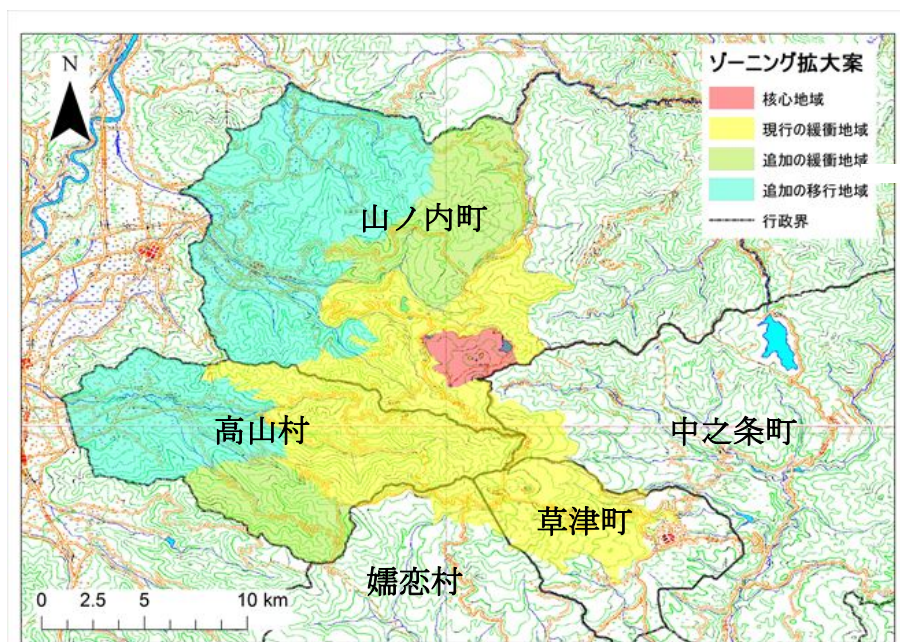 N
ゾーニング拡大案
核心地域
現行の緩衝地域
追加の緩衝地域
追加の移行地域
行政界
山ノ内町
高山村
中之条町
草津町
嬬恋村
0 2.5 5 10 km